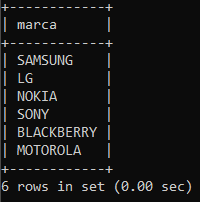 +------------+
| marca      |
+------------+
| SAMSUNG    |
| LG         |
| NOKIA      |
| SONY       |
| BLACKBERRY |
| MOTOROLA   |
+------------+
6 rows in set (0.00 sec)